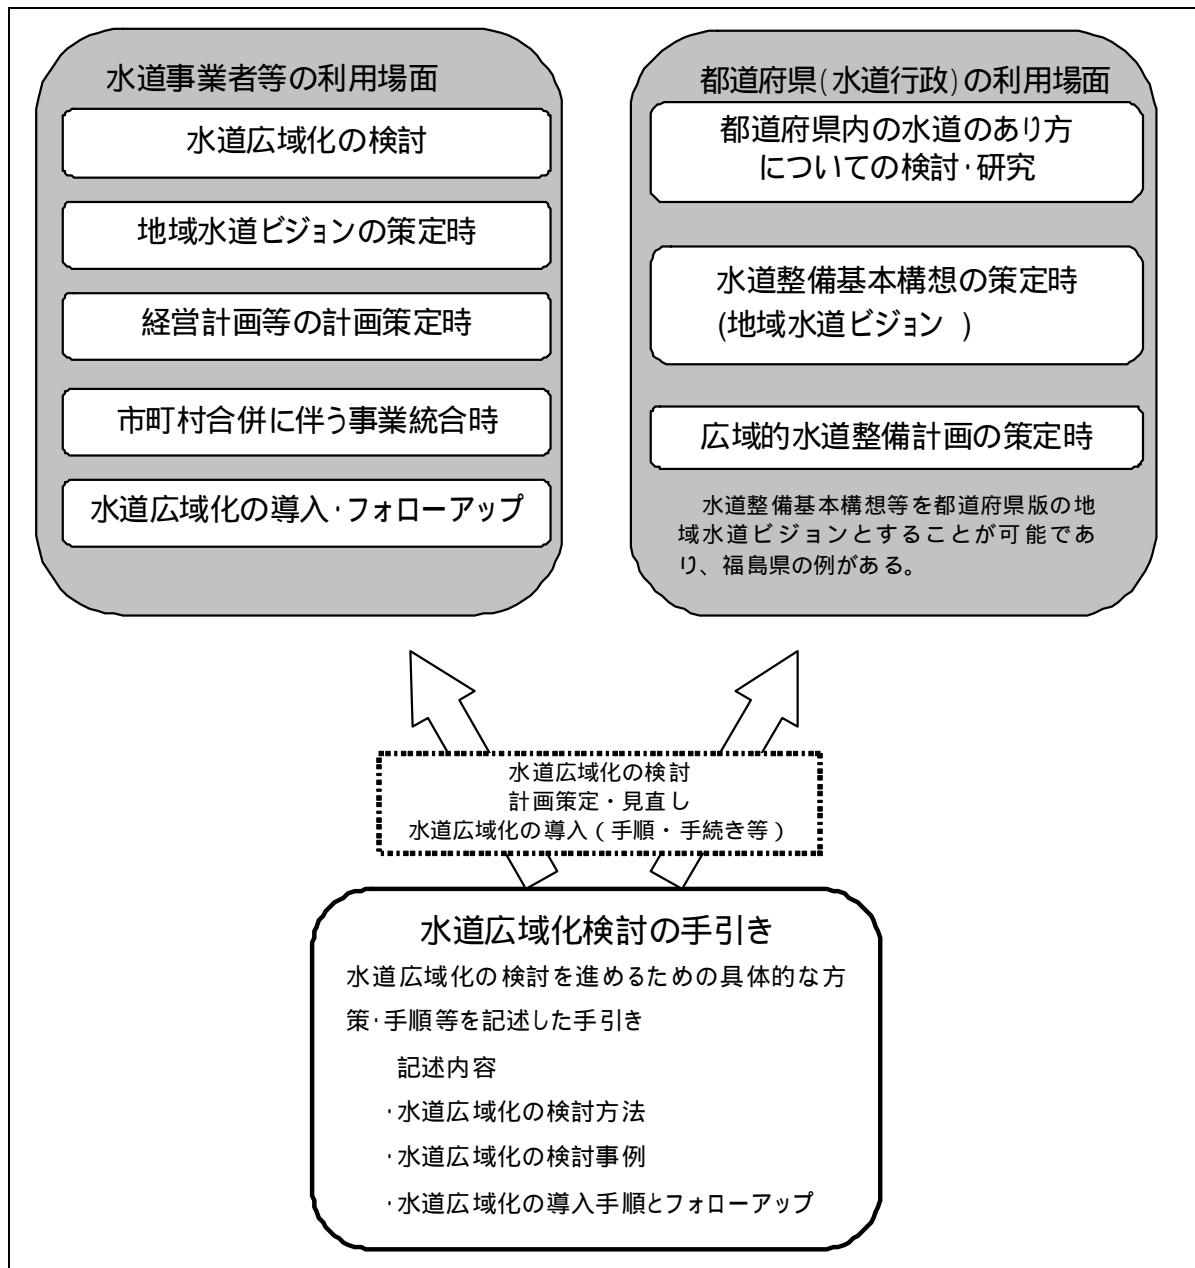 水道事業者等の利用場面
水道広域化の検討
地域水道ビジョンの策定時
経営計画等の計画策定時
市町村合併に伴う事業統合時
水道広域化の導入・フォローアップ
都道府県(水道行政)の利用場面
都道府県内の水道のあり方
についての検討・研究
水道整備基本構想の策定時
(地域水道ビジョン )
広域的水道整備計画の策定時
水道整備基本構想等を都道府県版の地
域水道ビジョンとすることが可能であ
り、福島県の例がある。
水道広域化の検討
計画策定・見直し
水道広域化の導入(手順・手続き等)
水道広域化検討の手引き
水道広域化の検討を進めるための具体的な方
策・手順等を記述した手引き
記述内容
・水道広域化の検討方法
・水道広域化の検討事例
・水道広域化の導入手順とフォローアップ